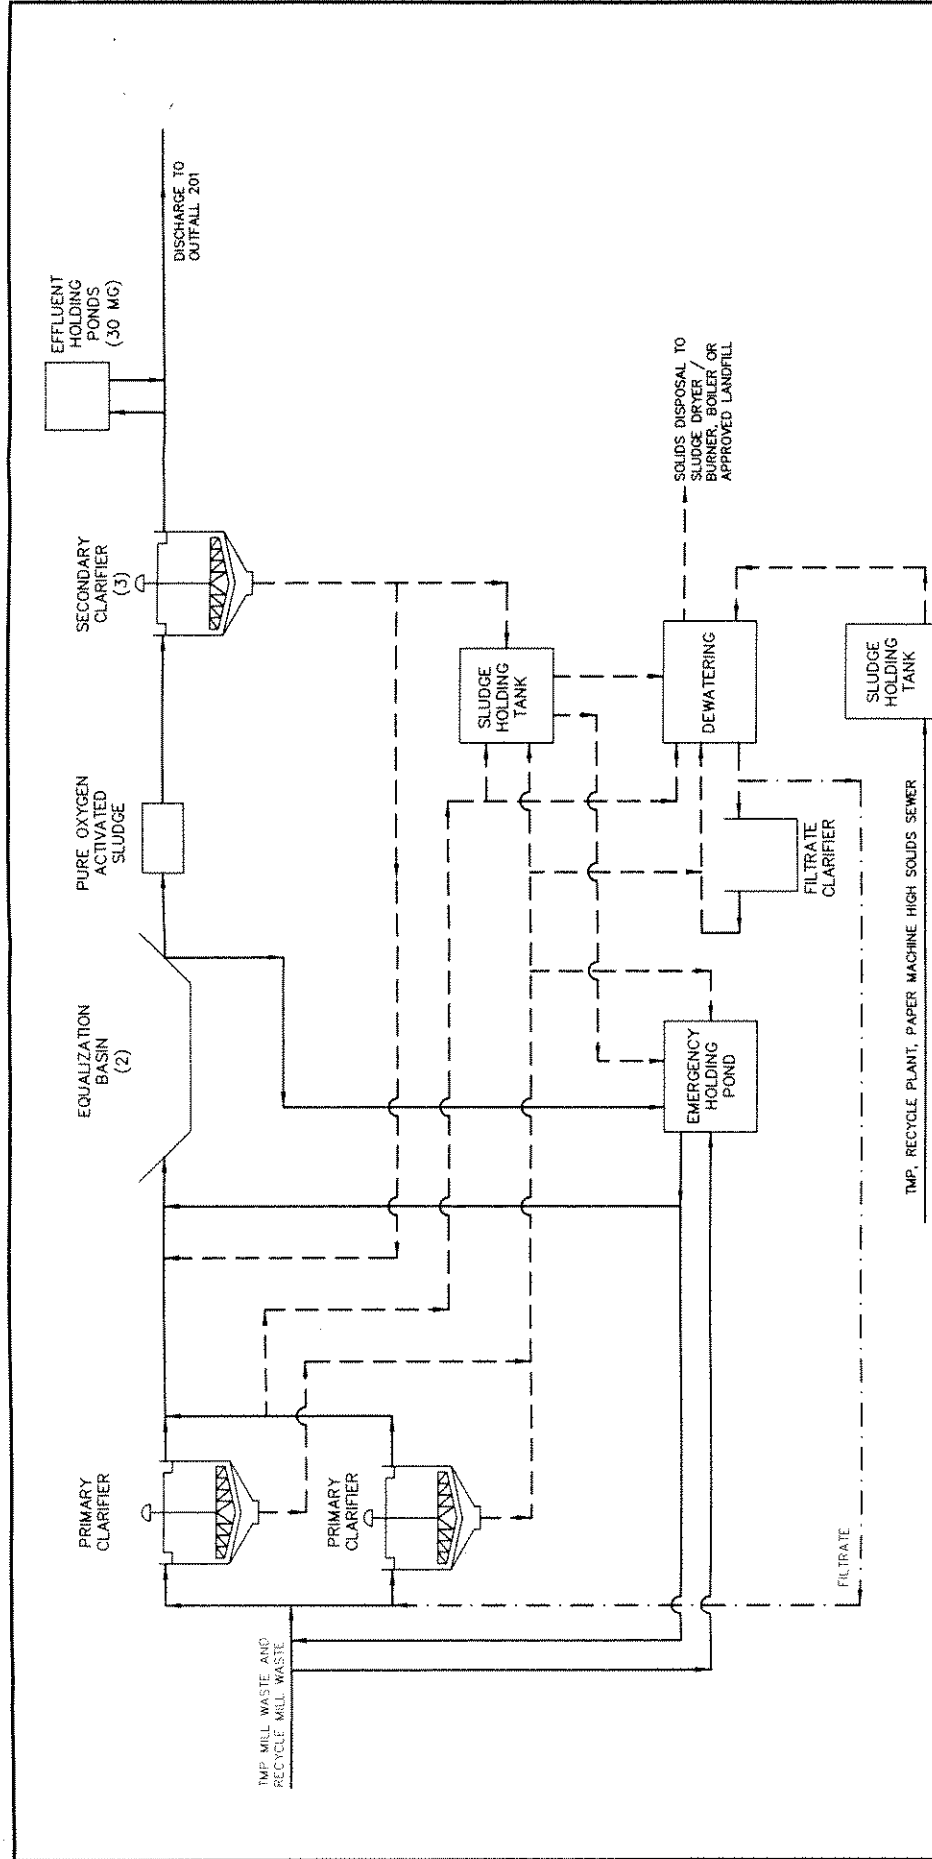 EFFLUENT
HOLDING
PONDS
(30 MG)
DISCHARGE TO
OUTFALL 201
SECONDARY
CLARIFIER
(3)
PURE OXYGEN
ACTIVATED
SLUDGE
EQUALIZATION
BASIN
(2)
PRIMARY
CLARIFIER
PRIMARY
CLARIFIER
TMP MILL WASTE AND
RECYCLE MILL WASTE
SLUDGE
HOLDING
TANK
SOLIDS DISPOSAL TO
SLUDGE DRYER /
BURNER, BOILER OR
APPROVED LANDFILL
DEWATERING
FILTRATE
CLARIFIER
EMERGENCY
HOLDING
POND
FILTRATE
SLUDGE
HOLDING
TANK
TMP, RECYCLE PLANT, PAPER MACHINE HIGH SOLIDS SEWER